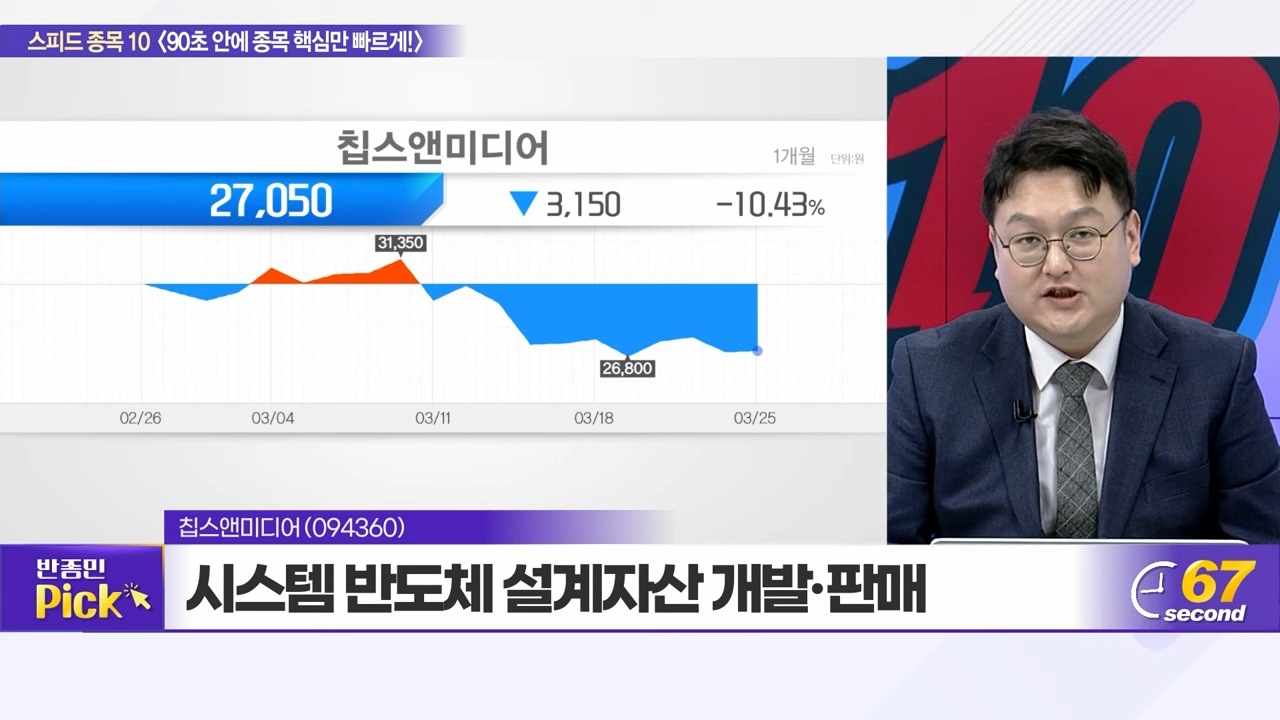 스피드 종목 10 〈90초 안에 종목 핵심만 빠르게!〉
칩스앤미디어
1개월 단위:원
27,050 ▼ 3,150 -10.43%
31,350
26,800
02/26 03/04 03/11 03/18 03/25
칩스앤미디어(094360)
반종민
Pick
시스템 반도체 설계자산 개발·판매
67
second
10